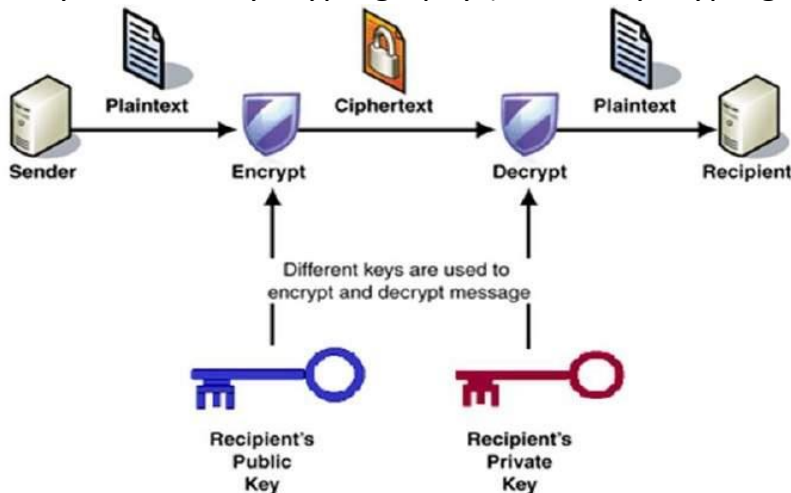 Plaintext
Ciphertext
Plaintext
Sender
Encrypt
Decrypt
Recipient
Different keys are used to
encrypt and decrypt message
Recipient's
Public
Key
Recipient's
Private
Key